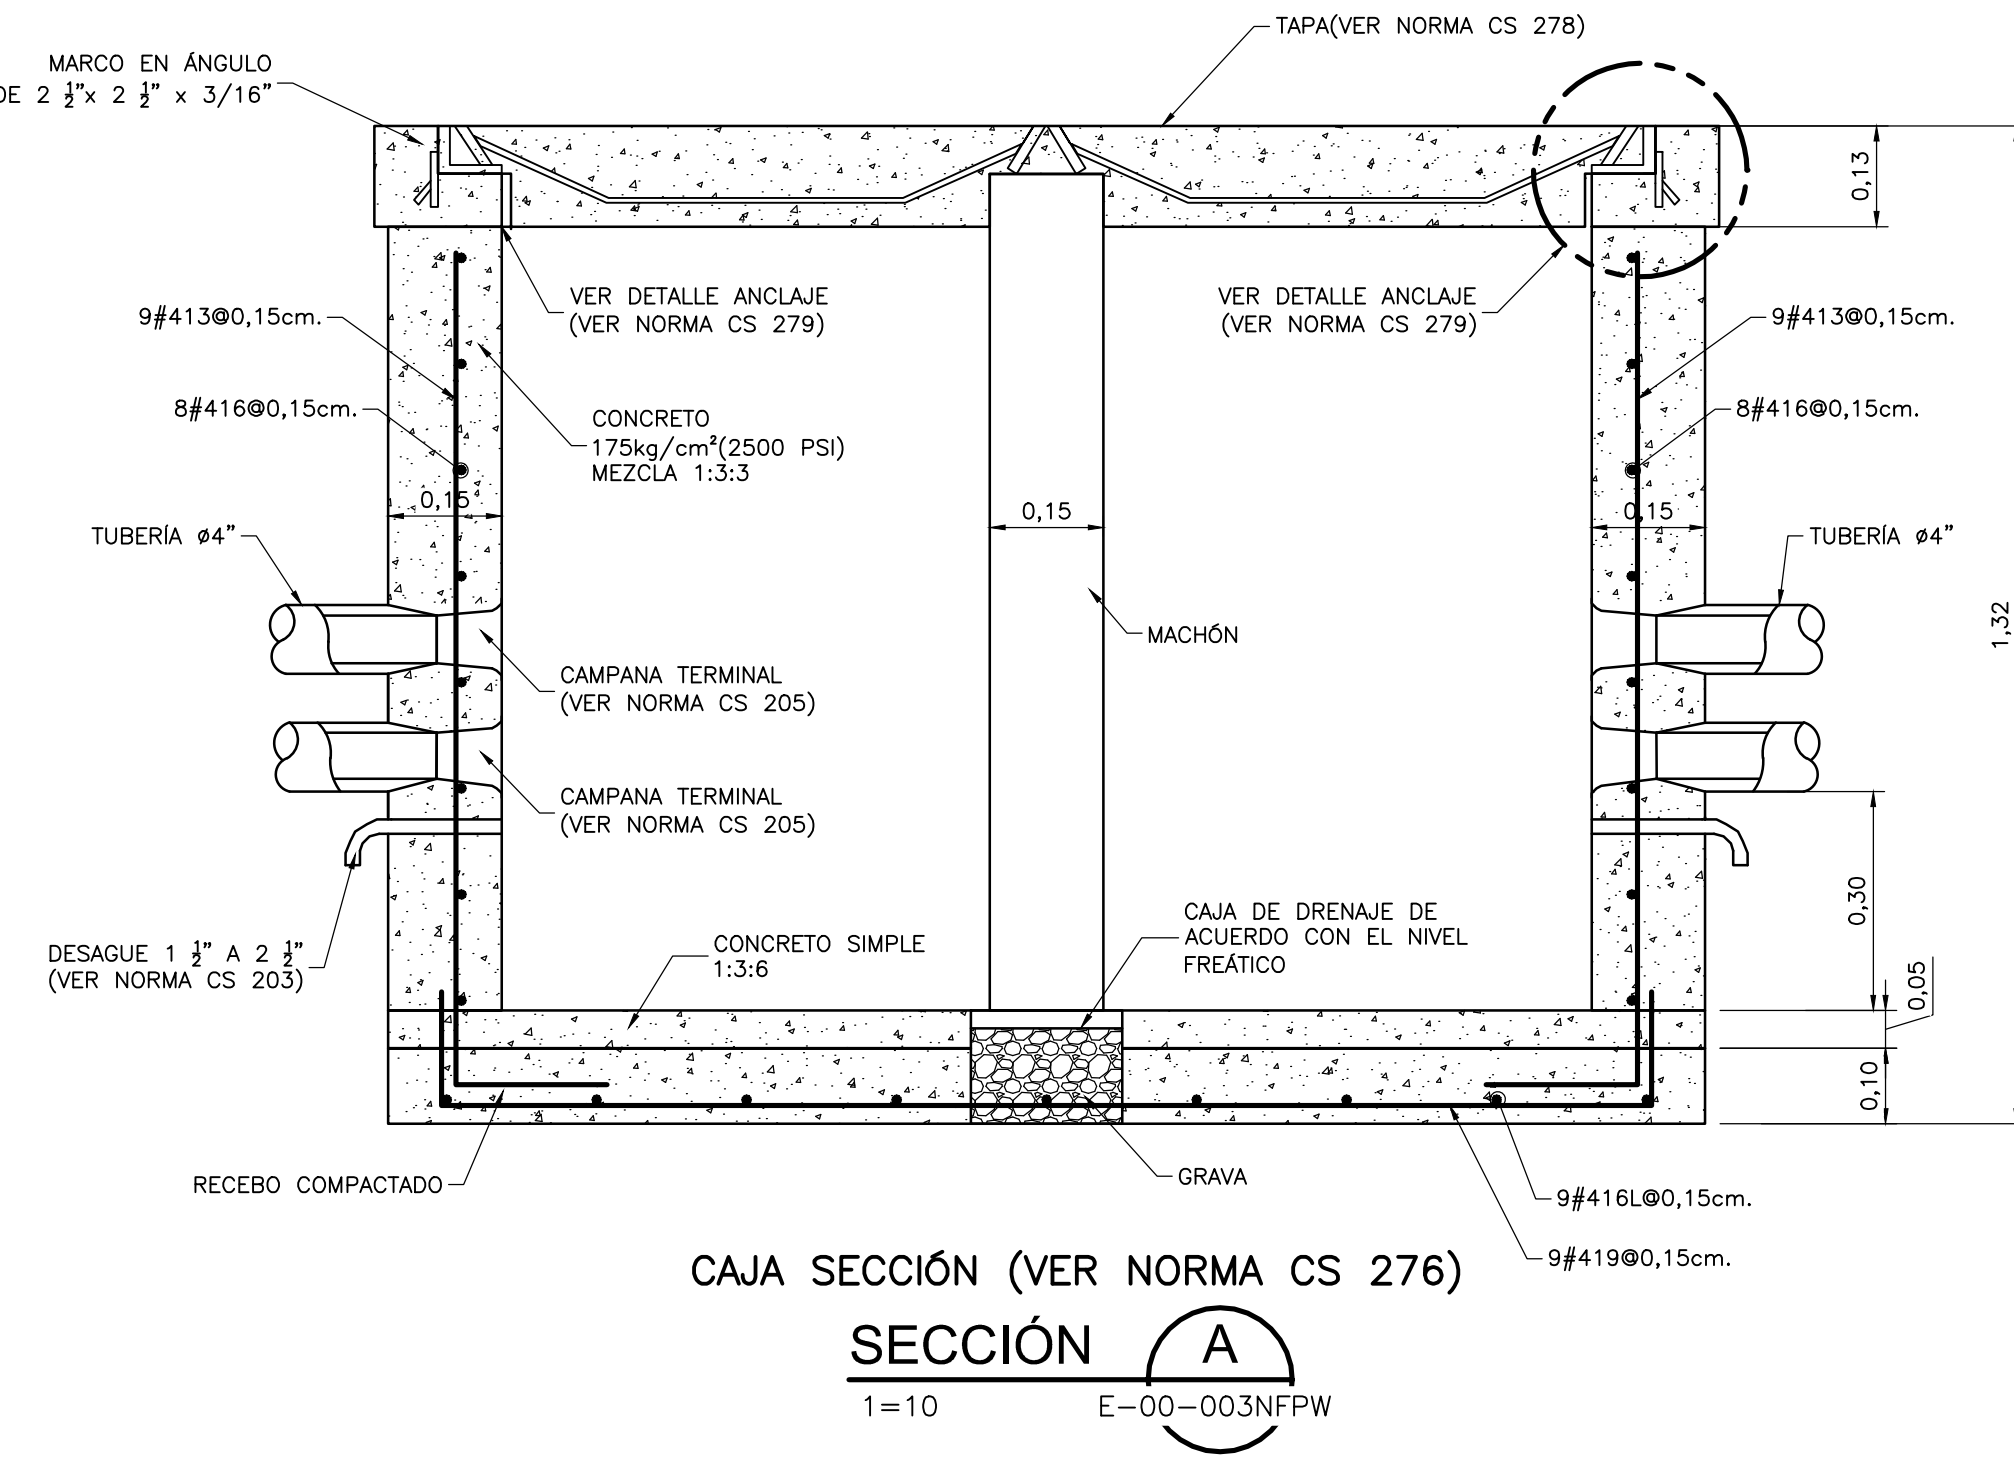 TAPA(VER NORMA CS 278)
MARCO EN ÁNGULO
DE 2 ½"x 2 ½" x 3/16"
0,13
VER DETALLE ANCLAJE
(VER NORMA CS 279)
VER DETALLE ANCLAJE
(VER NORMA CS 279)
9#413@0,15cm.
9#413@0,15cm.
8#416@0,15cm.
8#416@0,15cm.
CONCRETO
175kg/cm²(2500 PSI)
MEZCLA 1:3:3
0,15
0,15
0,15
TUBERÍA ø4"
TUBERÍA ø4"
1,32
MACHÓN
CAMPANA TERMINAL
(VER NORMA CS 205)
CAMPANA TERMINAL
(VER NORMA CS 205)
0,30
CAJA DE DRENAJE DE
ACUERDO CON EL NIVEL
FREÁTICO
DESAGUE 1 ½" A 2 ½"
(VER NORMA CS 203)
CONCRETO SIMPLE
1:3:6
0,05
0,10
RECEBO COMPACTADO
GRAVA
9#416L@0,15cm.
9#419@0,15cm.
CAJA SECCIÓN (VER NORMA CS 276)
SECCIÓN A
1=10 E-00-003NFPW